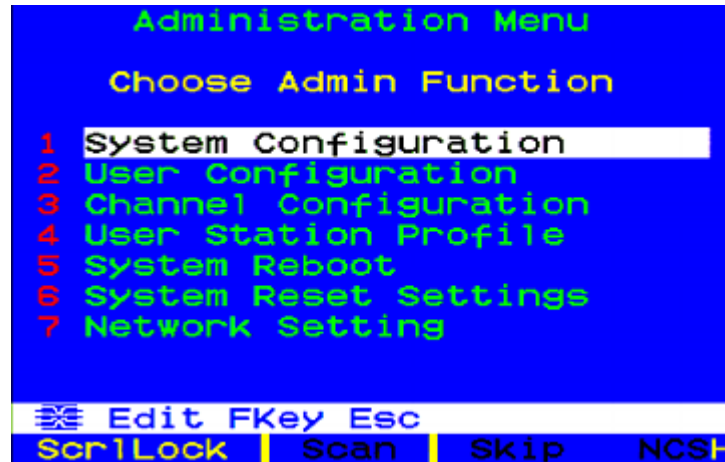 Administration Menu
Choose Admin Function
1 System Configuration
2 User Configuration
3 Channel Configuration
4 User Station Profile
5 System Reboot
6 System Reset Settings
7 Network Setting
Edit FKey Esc
ScrlLock Scan Skip NCSH